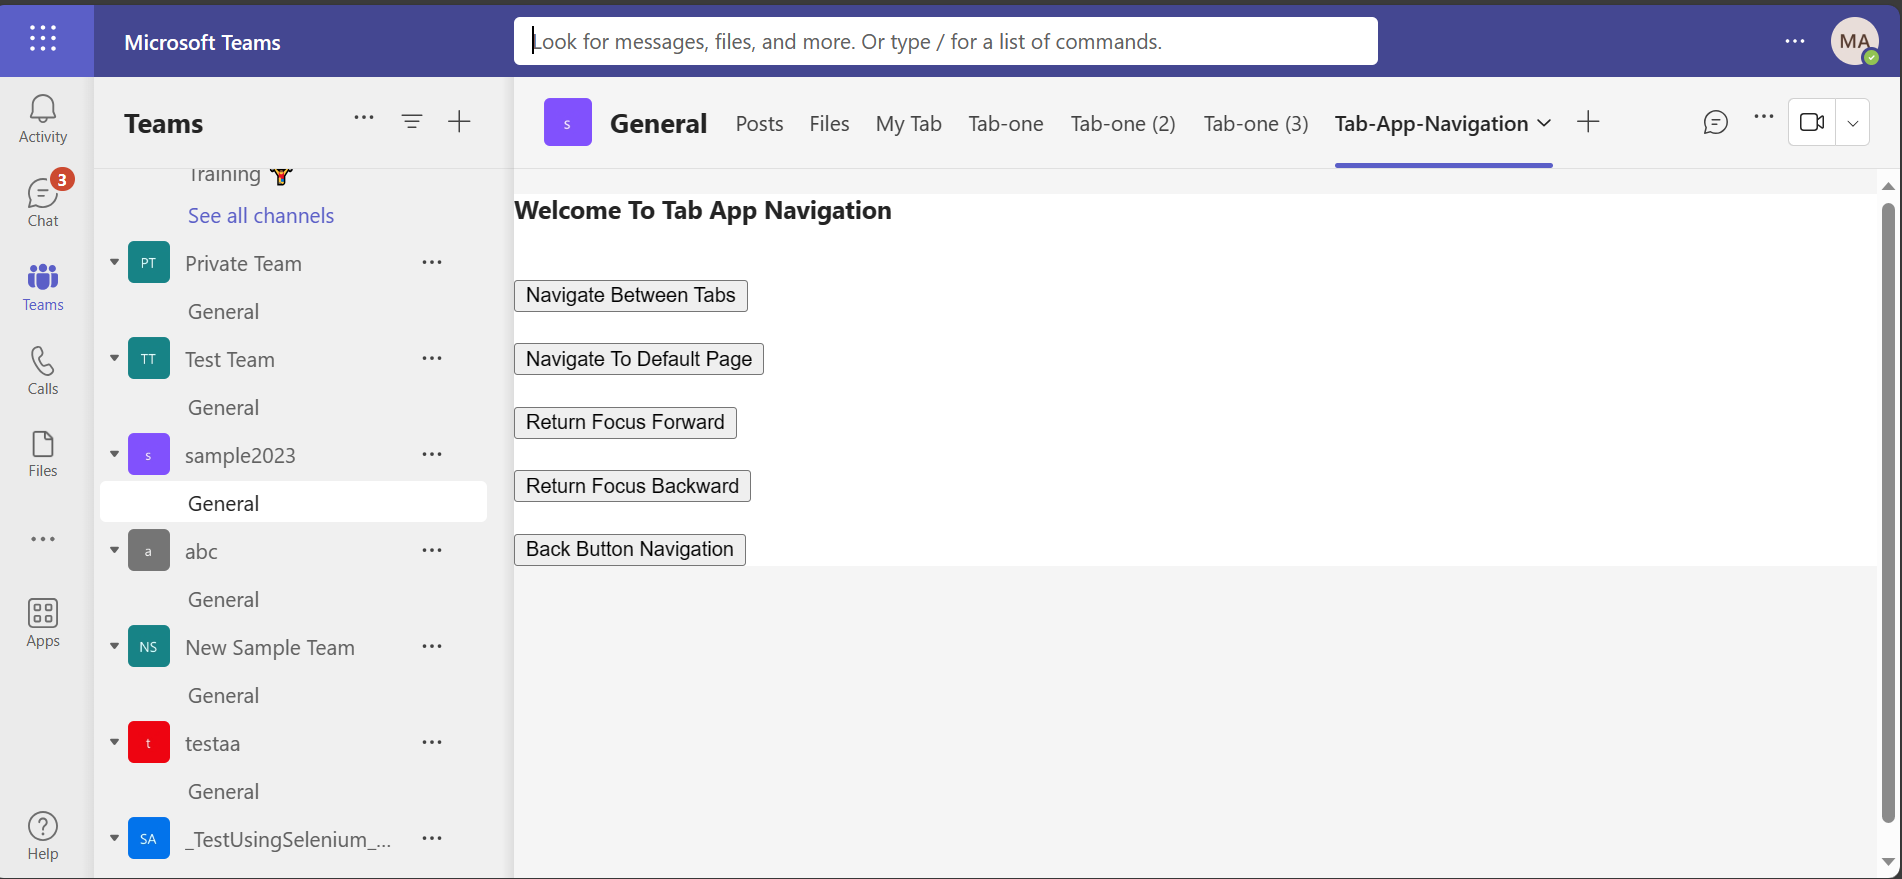 Microsoft Teams
Look for messages, files, and more. Or type / for a list of commands.
MA
Activity
3
Chat
Teams
Calls
Files
Apps
Help
Teams
Training
See all channels
PT Private Team
General
TT Test Team
General
s sample2023
General
a abc
General
NS New Sample Team
General
t testaa
General
SA _TestUsingSelenium_...
s General Posts Files My Tab Tab-one Tab-one (2) Tab-one (3) Tab-App-Navigation
Welcome To Tab App Navigation
Navigate Between Tabs
Navigate To Default Page
Return Focus Forward
Return Focus Backward
Back Button Navigation